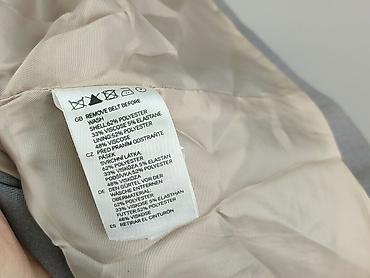 GB REMOVE BELT BEFORE
WASH
SHELL:62% POLYESTER
33% VISCOSE 5% ELASTANE
LINING:52% POLYESTER
48% VISCOSE
CZ PŘED PRANÍM ODSTRAŇTE
PÁSEK
SVRCHNÍ LÁTKA:
62% POLYESTER
33% VISKÓZA 5% ELASTAN
PODŠÍVKA:52% POLYESTER
48% VISKÓZA
DE DEN GÜRTEL VOR DER
WÄSCHE ENTFERNEN
OBERMATERIAL:
62% POLYESTER
33% VISKOSE 5% ELASTHAN
FUTTER:52% POLYESTER
48% VISKOSE
ES RETIRAR EL CINTURÓN